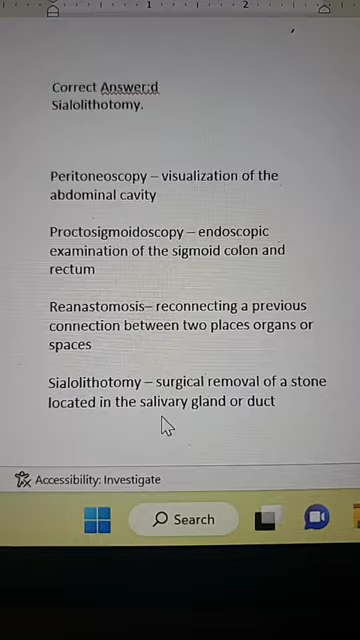 1 2
Correct Answer:d
Sialolithotomy.
Peritoneoscopy – visualization of the
abdominal cavity
Proctosigmoidoscopy – endoscopic
examination of the sigmoid colon and
rectum
Reanastomosis– reconnecting a previous
connection between two places organs or
spaces
Sialolithotomy – surgical removal of a stone
located in the salivary gland or duct
Accessibility: Investigate
Search